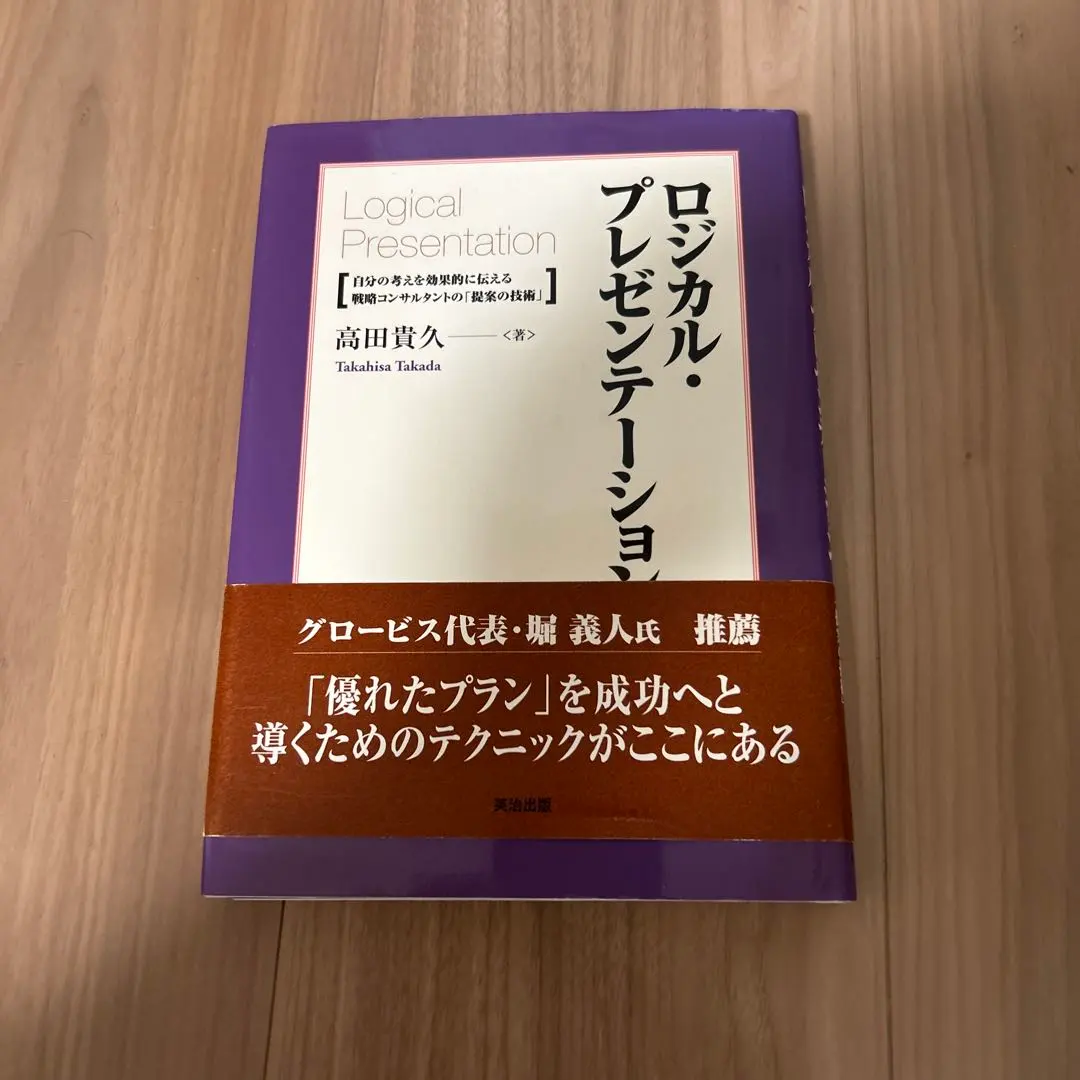 ロジカル・
プレゼンテーション
Logical
Presentation
自分の考えを効果的に伝える
戦略コンサルタントの「提案の技術」
高田貴久――〈著〉
Takahisa Takada
グロービス代表・堀 義人氏 推薦
「優れたプラン」を成功へと
導くためのテクニックがここにある
英治出版